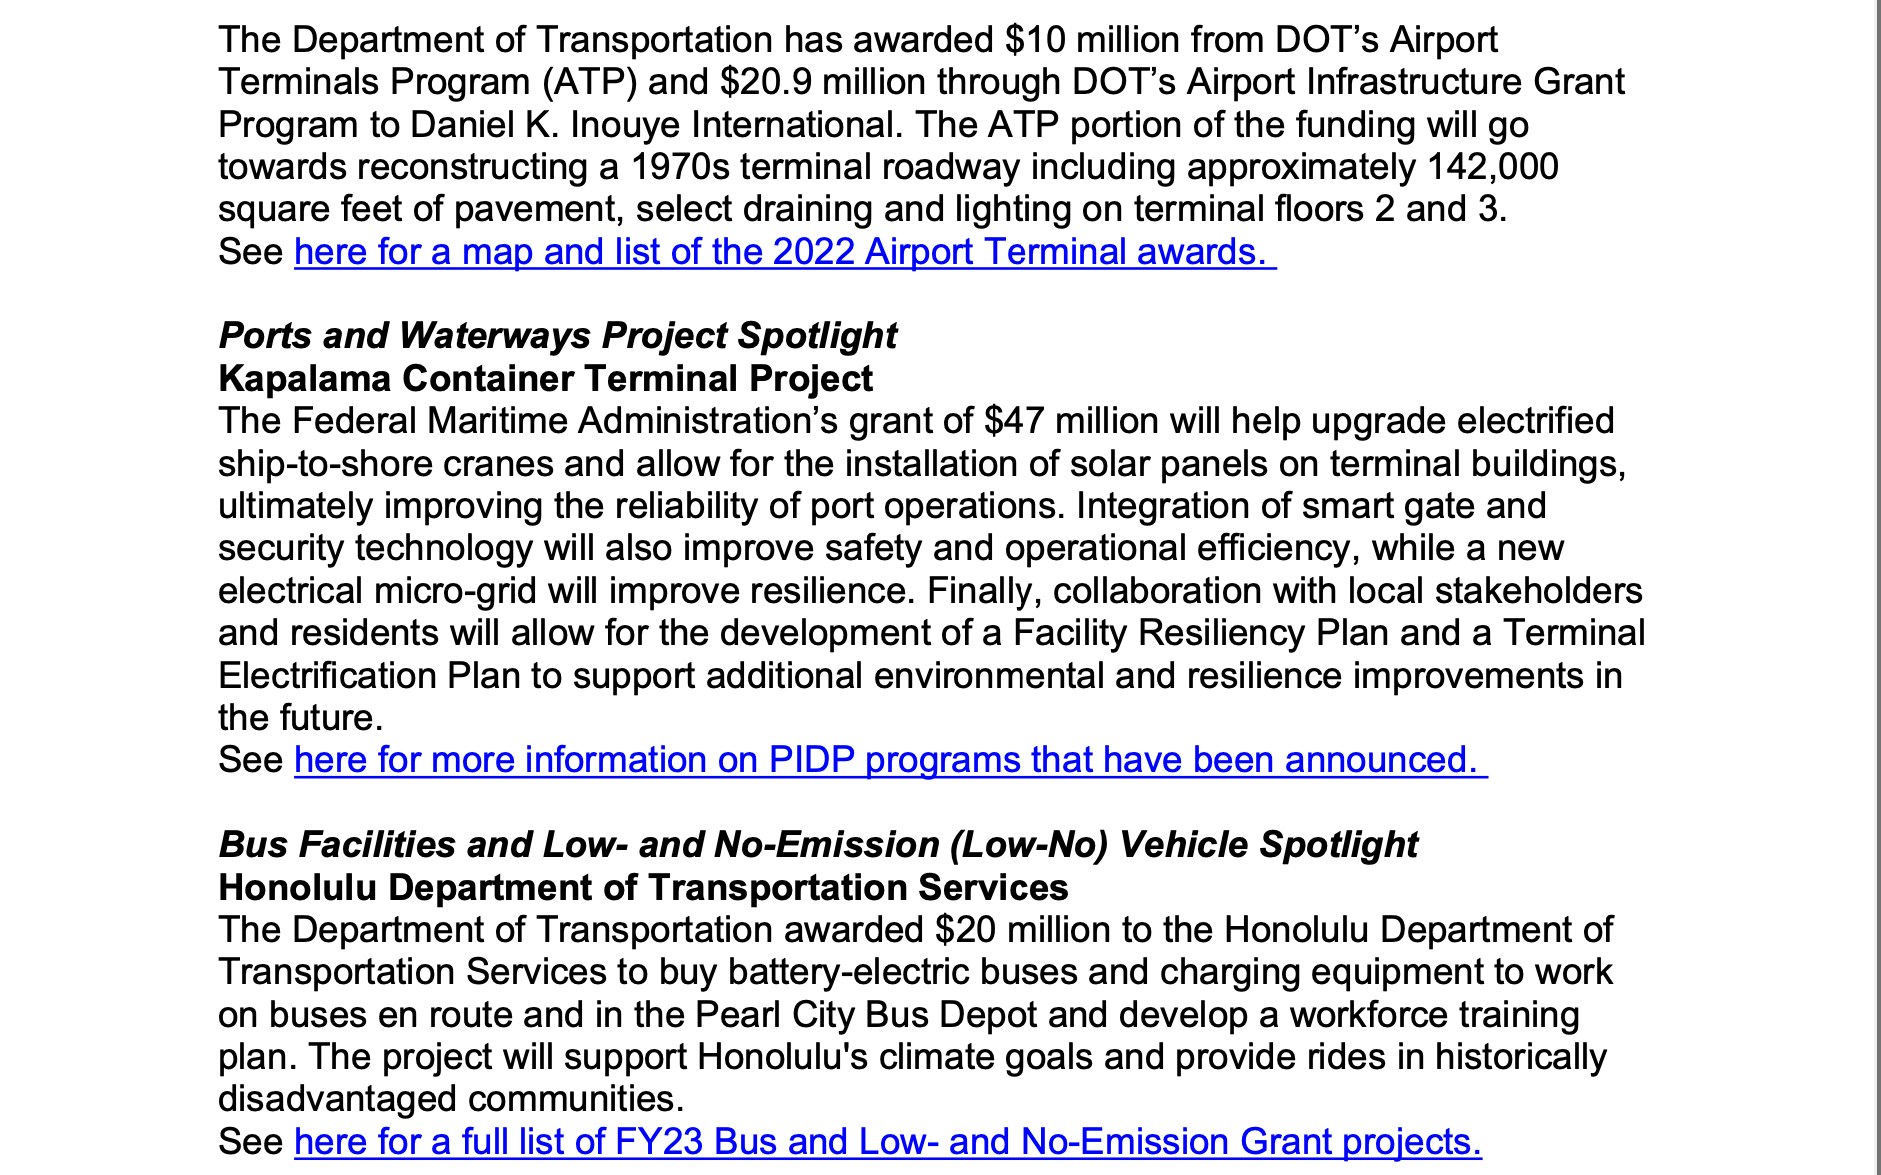 The Department of Transportation has awarded $10 million from DOT’s Airport
Terminals Program (ATP) and $20.9 million through DOT’s Airport Infrastructure Grant
Program to Daniel K. Inouye International. The ATP portion of the funding will go
towards reconstructing a 1970s terminal roadway including approximately 142,000
square feet of pavement, select draining and lighting on terminal floors 2 and 3.
See here for a map and list of the 2022 Airport Terminal awards.
Ports and Waterways Project Spotlight
Kapalama Container Terminal Project
The Federal Maritime Administration’s grant of $47 million will help upgrade electrified
ship-to-shore cranes and allow for the installation of solar panels on terminal buildings,
ultimately improving the reliability of port operations. Integration of smart gate and
security technology will also improve safety and operational efficiency, while a new
electrical micro-grid will improve resilience. Finally, collaboration with local stakeholders
and residents will allow for the development of a Facility Resiliency Plan and a Terminal
Electrification Plan to support additional environmental and resilience improvements in
the future.
See here for more information on PIDP programs that have been announced.
Bus Facilities and Low- and No-Emission (Low-No) Vehicle Spotlight
Honolulu Department of Transportation Services
The Department of Transportation awarded $20 million to the Honolulu Department of
Transportation Services to buy battery-electric buses and charging equipment to work
on buses en route and in the Pearl City Bus Depot and develop a workforce training
plan. The project will support Honolulu's climate goals and provide rides in historically
disadvantaged communities.
See here for a full list of FY23 Bus and Low- and No-Emission Grant projects.